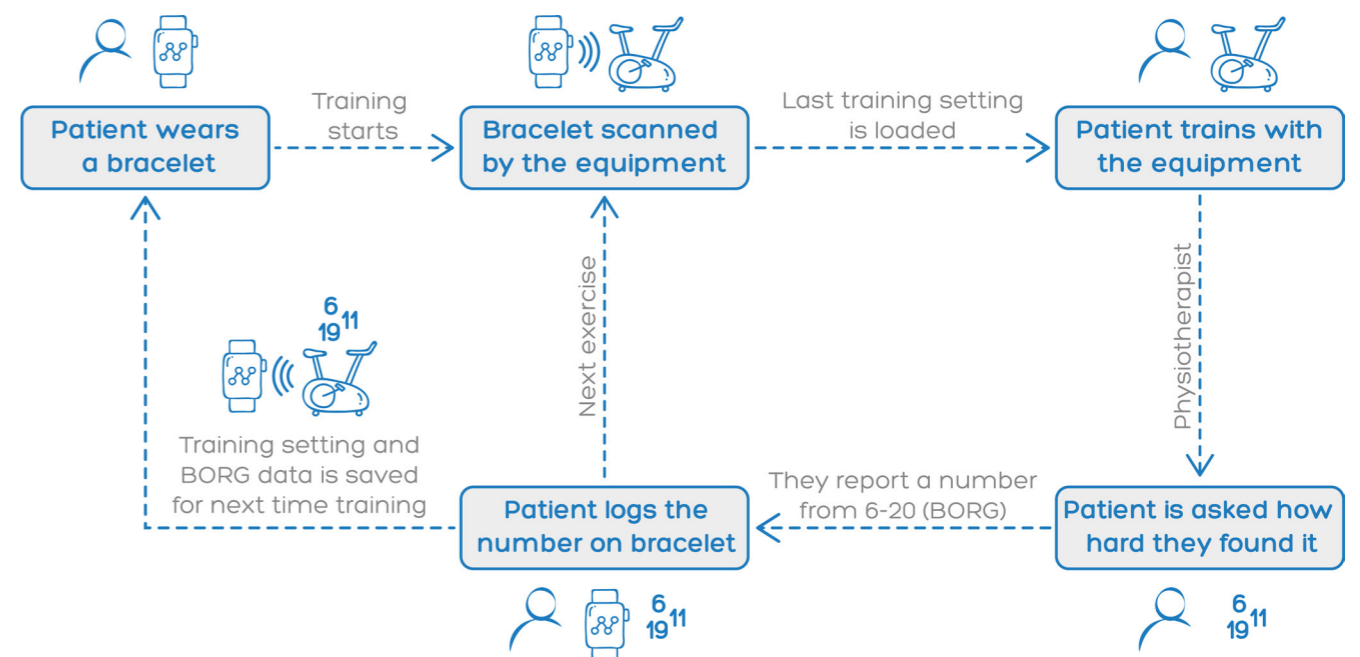 Patient wears
a bracelet
Training
starts
Bracelet scanned
by the equipment
Last training setting
is loaded
Patient trains with
the equipment
Physiotherapist
Patient is asked how
hard they found it
6
19 11
They report a number
from 6-20 (BORG)
Patient logs the
number on bracelet
6
19 11
Next exercise
6
19 11
Training setting and
BORG data is saved
for next time training